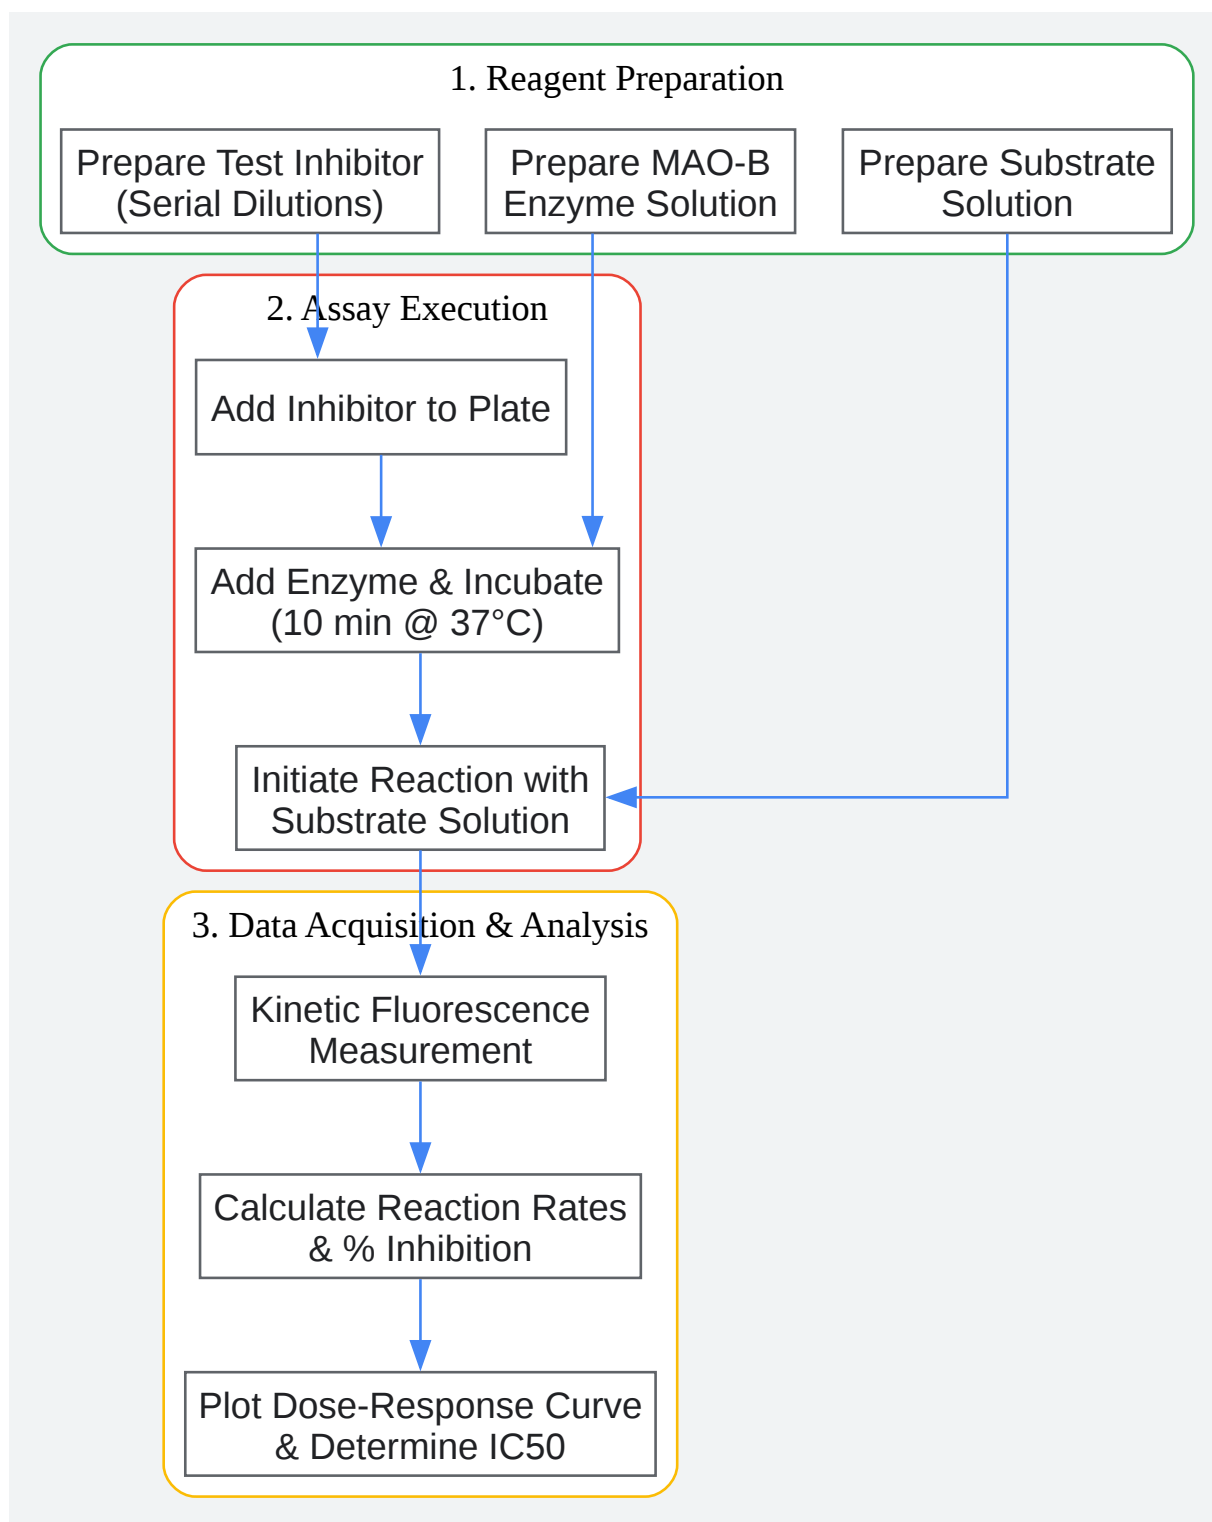 1. Reagent Preparation
Prepare Test Inhibitor
(Serial Dilutions)
Prepare MAO-B
Enzyme Solution
Prepare Substrate
Solution
2. Assay Execution
Add Inhibitor to Plate
Add Enzyme & Incubate
(10 min @ 37°C)
Initiate Reaction with
Substrate Solution
3. Data Acquisition & Analysis
Kinetic Fluorescence
Measurement
Calculate Reaction Rates
& % Inhibition
Plot Dose-Response Curve
& Determine IC50